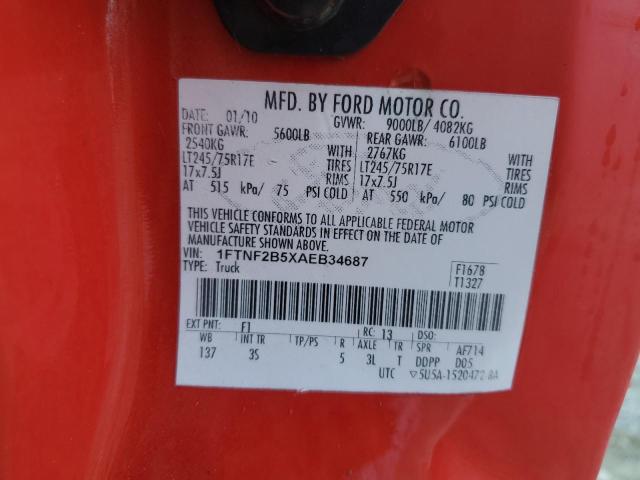 MFD. BY FORD MOTOR CO.
DATE: 01/10 GVWR: 9000LB/ 4082KG
FRONT GAWR: 5600LB REAR GAWR: 6100LB
2540KG WITH 2767KG WITH
LT245/75R17E TIRES LT245/75R17E TIRES
17x7.5J RIMS 17x7.5J RIMS
AT 515 kPa/ 75 PSI COLD AT 550 kPa/ 80 PSI COLD
THIS VEHICLE CONFORMS TO ALL APPLICABLE FEDERAL MOTOR
VEHICLE SAFETY STANDARDS IN EFFECT ON THE DATE OF
MANUFACTURE SHOWN ABOVE.
VIN: 1FTNF2B5XAEB34687
TYPE: Truck
F1678
T1327
EXT PNT: F1 RC: 13 DSO:
WB INT TR TP/PS R AXLE TR SPR AF714
137 3S 5 3L T DDPP D05
UTC ▽5U5A-1520472-BA